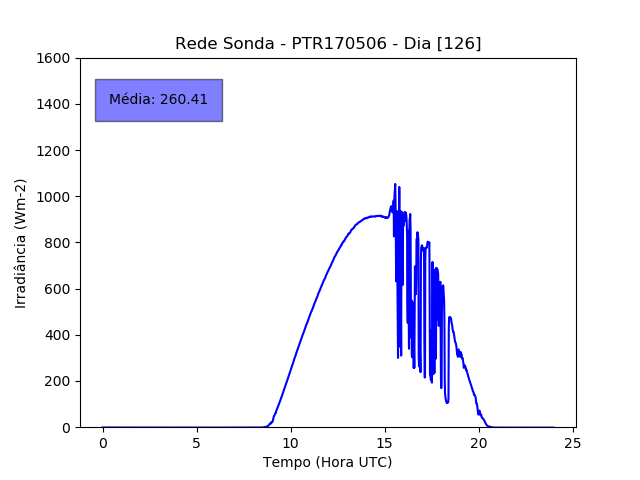 Rede Sonda - PTR170506 - Dia [126]
1600
1400
1200
1000
800
600
400
200
0
Irradiância (Wm-2)
Média: 260.41
0 5 10 15 20 25
Tempo (Hora UTC)